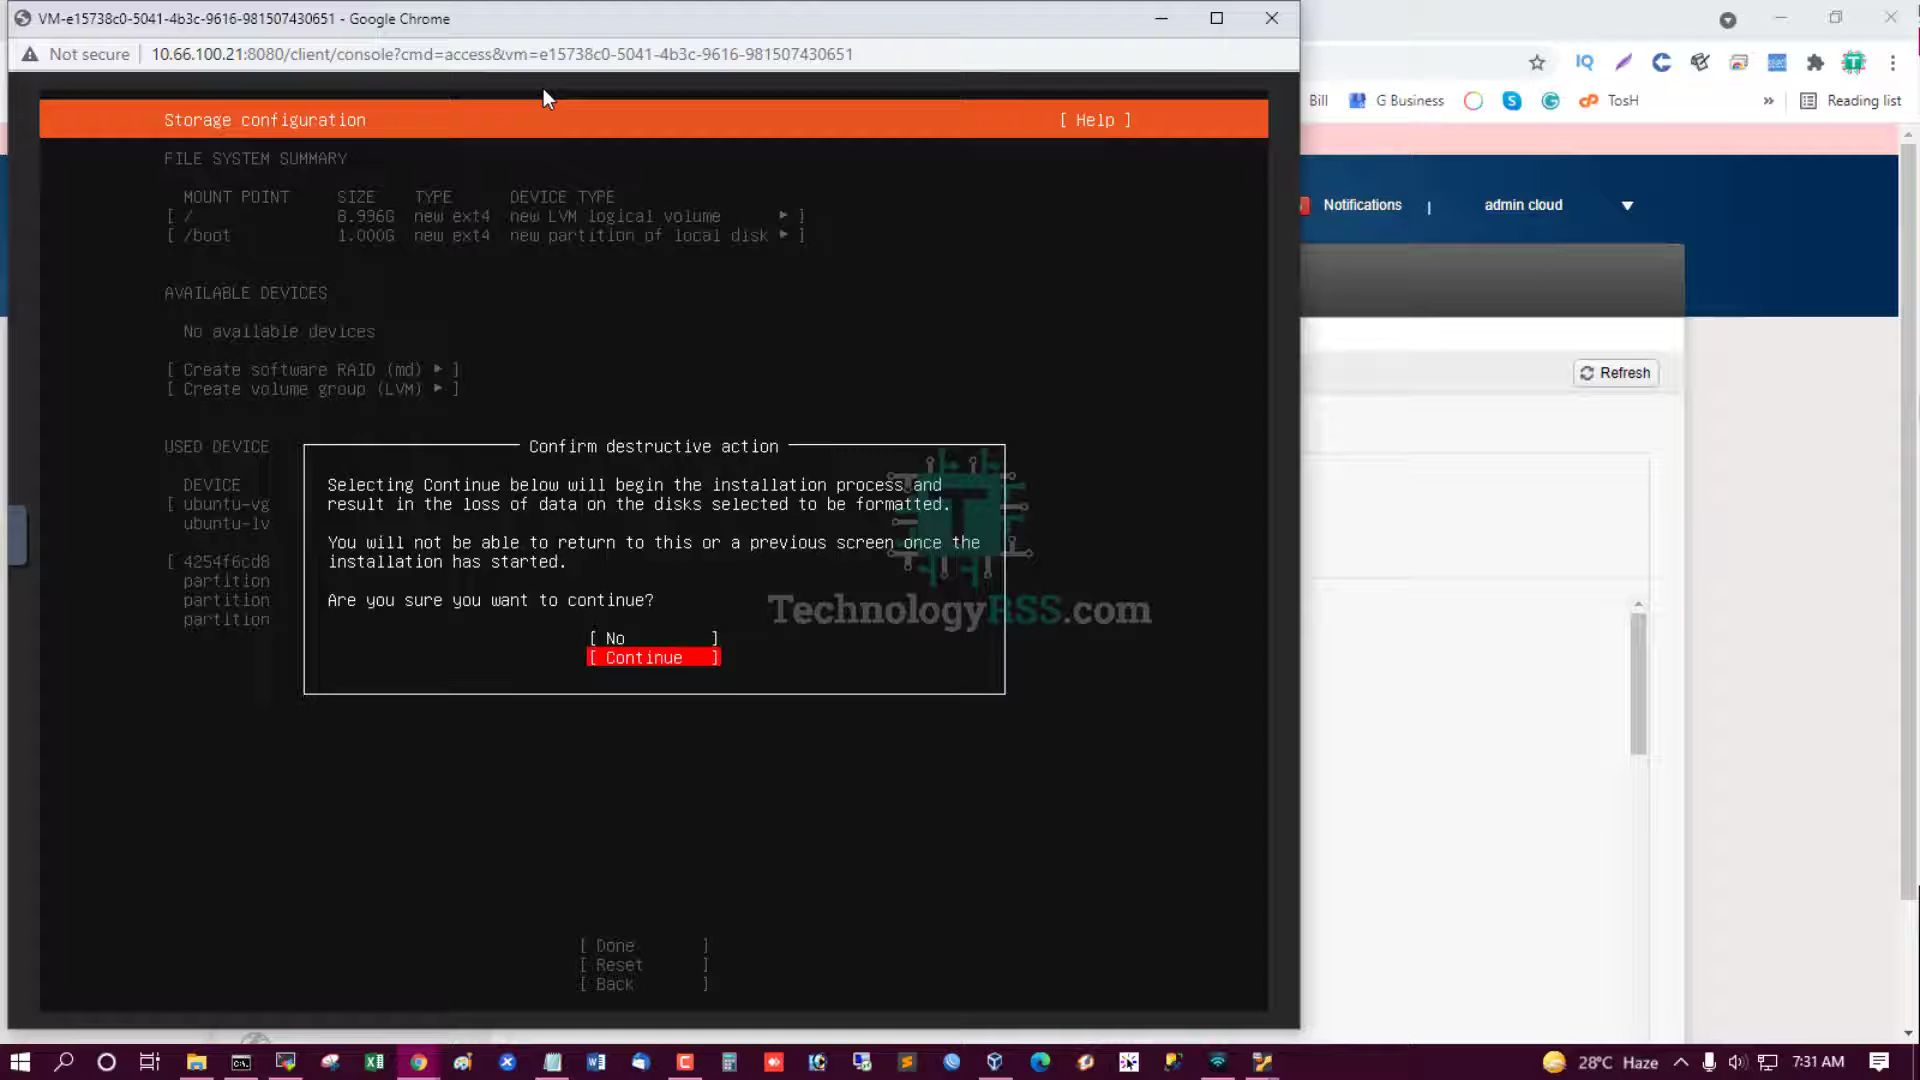 VM-e15738c0-5041-4b3c-9616-981507430651 - Google Chrome
Not secure 10.66.100.21:8080/client/console?cmd=access&vm=e15738c0-5041-4b3c-9616-981507430651
Bill G Business TosH » Reading list
Storage configuration [ Help ]
Notifications | admin cloud
FILE SYSTEM SUMMARY
MOUNT POINT SIZE TYPE DEVICE TYPE
[ / 8.996G new ext4 new LVM logical volume ▸ ]
[ /boot 1.000G new ext4 new partition of local disk ▸ ]
AVAILABLE DEVICES
No available devices
[ Create software RAID (md) ▸ ]
[ Create volume group (LVM) ▸ ]
Refresh
USED DEVICE
Confirm destructive action
DEVICE
[ ubuntu-vg
ubuntu-lv
[ 4254f6cd8
partition
partition
partition
Selecting Continue below will begin the installation process and
result in the loss of data on the disks selected to be formatted.
You will not be able to return to this or a previous screen once the
installation has started.
Are you sure you want to continue?
[ No ]
[ Continue ]
TechnologyRSS.com
[ Done ]
[ Reset ]
[ Back ]
28°C Haze 7:31 AM